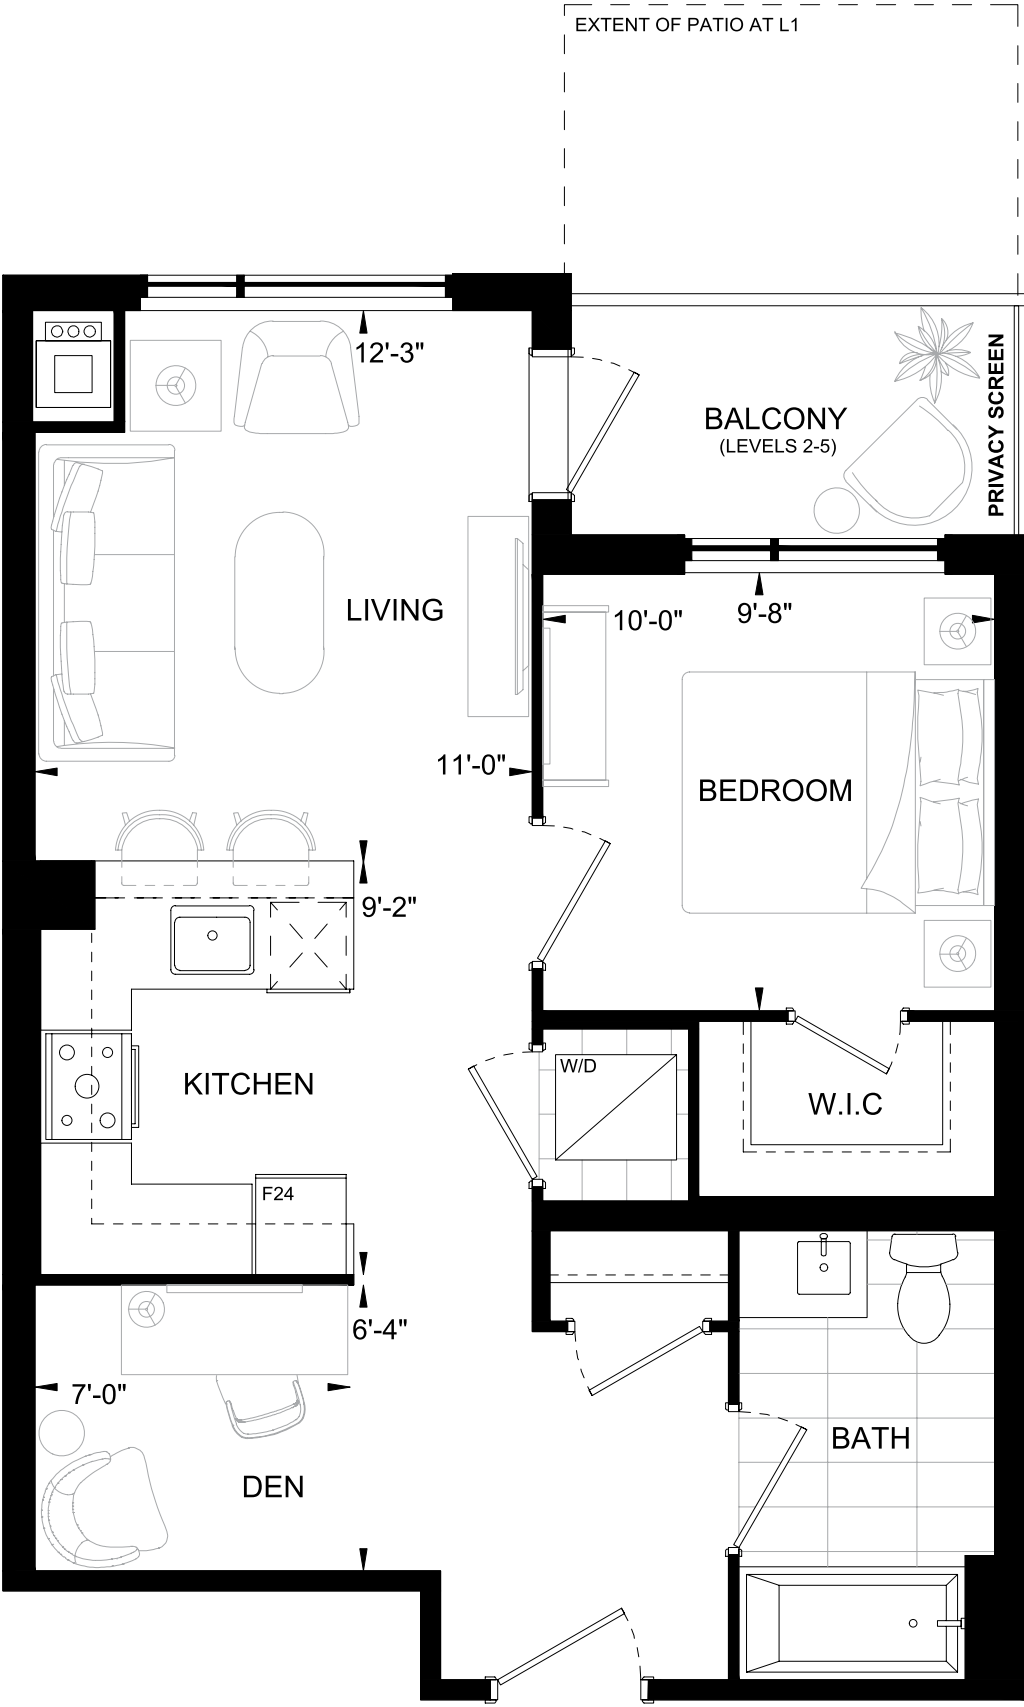 EXTENT OF PATIO AT L1
12'-3"
BALCONY
(LEVELS 2-5)
PRIVACY SCREEN
LIVING
10'-0"
9'-8"
11'-0"
BEDROOM
9'-2"
KITCHEN
W/D
W.I.C
F24
6'-4"
7'-0"
BATH
DEN